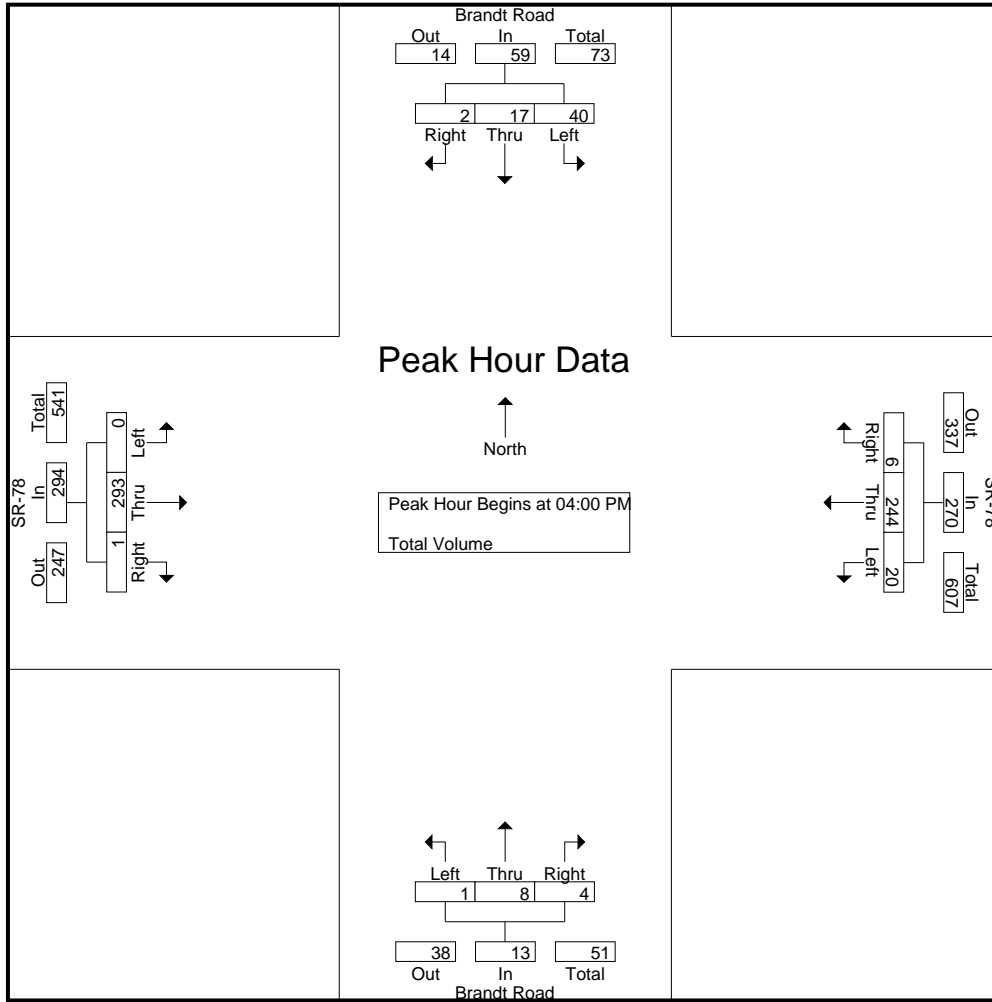 Brandt Road
Out In Total
14 59 73
2 17 40
Right Thru Left
Peak Hour Data
North
Peak Hour Begins at 04:00 PM
Total Volume
SR-78
Total In Out
541 294 247
0 293 1
Left Thru Right
Right Thru Left
6 244 20
Out In Total
337 270 607
SR-78
Left Thru Right
1 8 4
38 13 51
Out In Total
Brandt Road